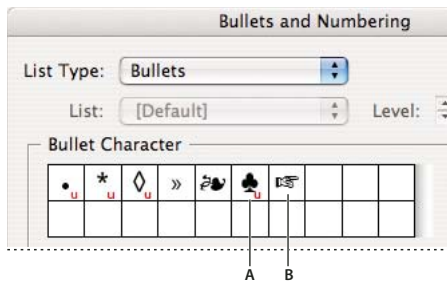 Bullets and Numbering
List Type: Bullets
List: [Default] Level:
Bullet Character
• u * u ◊ u » ❧ ♣ u ☞
A B